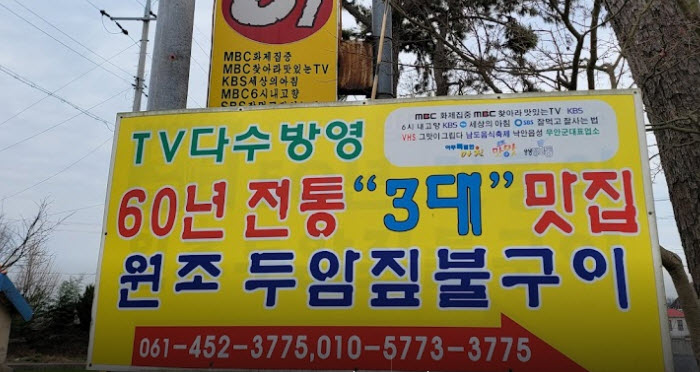 MBC화제집중
MBC찾아라맛있는TV
KBS세상의아침
MBC6시내고향
TV다수방영
MBC 화제집중 MBC 찾아라 맛있는TV KBS
6시 내고향 KBS 세상의 아침 SBS 잘먹고 잘사는 법
VHS 그맛이그립다 남도음식축제 낙안읍성 무안군대표업소
60년 전통 “3대” 맛집
원조 두암짚불구이
061-452-3775,010-5773-3775